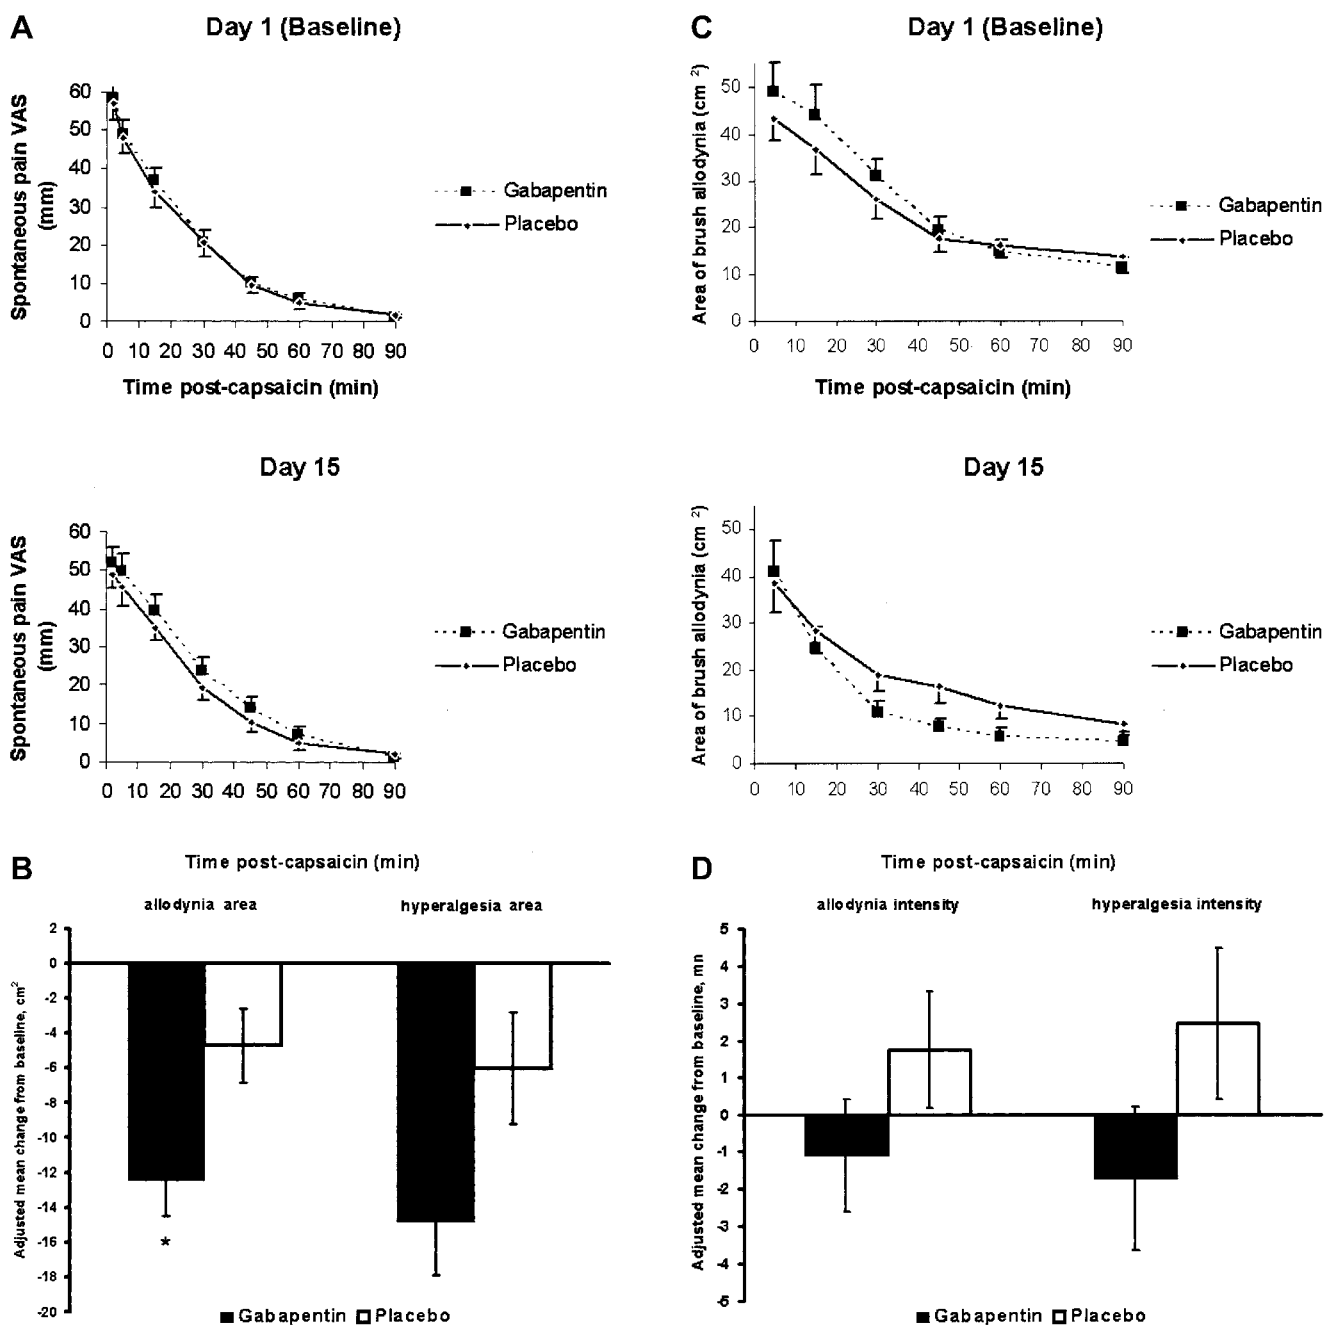 A
Day 1 (Baseline)
Spontaneous pain VAS
(mm)
60
50
40
30
20
10
0
0 10 20 30 40 50 60 70 80 90
Time post-capsaicin (min)
Gabapentin
Placebo
Day 15
Spontaneous pain VAS
(mm)
60
50
40
30
20
10
0
0 10 20 30 40 50 60 70 80 90
Time post-capsaicin (min)
Gabapentin
Placebo
C
Day 1 (Baseline)
Area of brush allodynia (cm ²)
50
40
30
20
10
0
0 10 20 30 40 50 60 70 80 90
Time post-capsaicin (min)
Gabapentin
Placebo
Day 15
Area of brush allodynia (cm ²)
50
40
30
20
10
0
0 10 20 30 40 50 60 70 80 90
Time post-capsaicin (min)
Gabapentin
Placebo
B
allodynia area hyperalgesia area
Adjusted mean change from baseline, cm²
2
0
-2
-4
-6
-8
-10
-12
-14
-16
-18
-20
*
Gabapentin Placebo
D
allodynia intensity hyperalgesia intensity
Adjusted mean change from baseline, mn
5
4
3
2
1
0
-1
-2
-3
-4
-5
Gabapentin Placebo